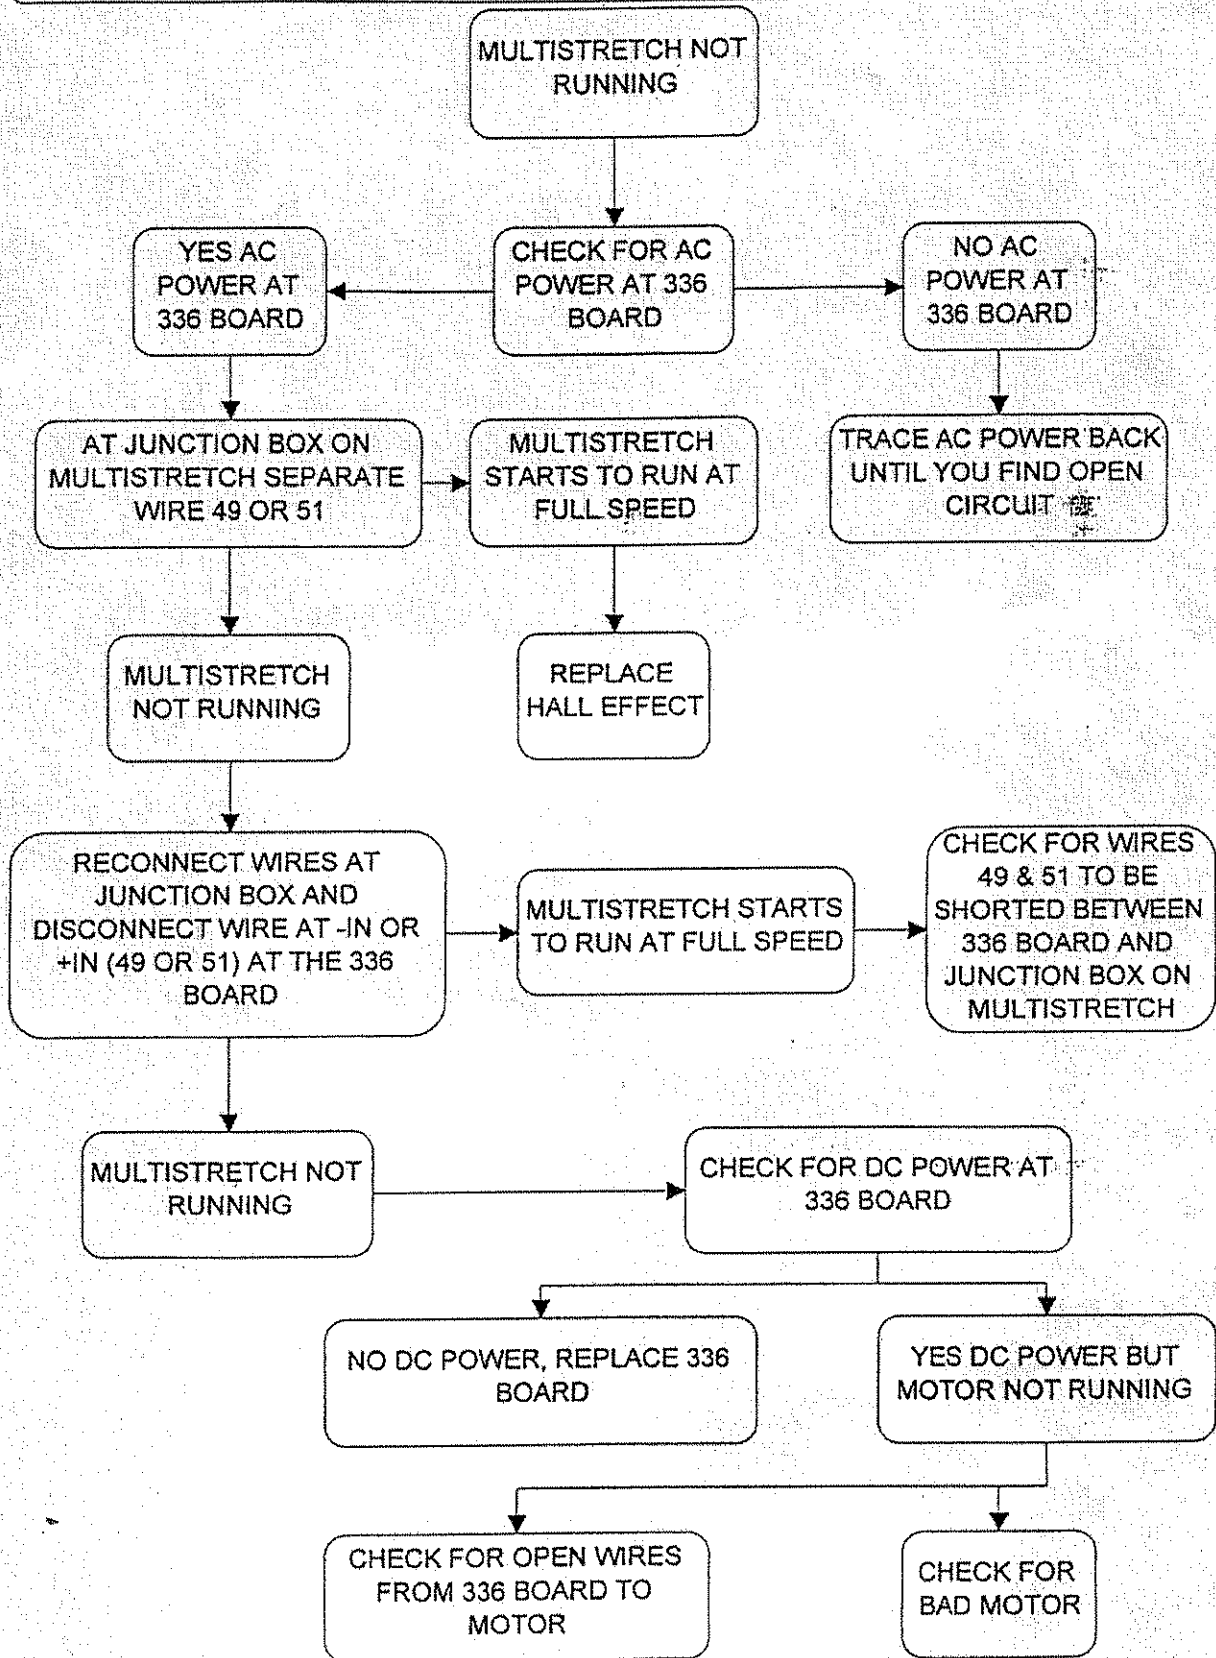 MULTISTRETCH NOT
RUNNING
YES AC
POWER AT
336 BOARD
CHECK FOR AC
POWER AT 336
BOARD
NO AC
POWER AT
336 BOARD
AT JUNCTION BOX ON
MULTISTRETCH SEPARATE
WIRE 49 OR 51
MULTISTRETCH
STARTS TO RUN AT
FULL SPEED
TRACE AC POWER BACK
UNTIL YOU FIND OPEN
CIRCUIT
MULTISTRETCH
NOT RUNNING
REPLACE
HALL EFFECT
RECONNECT WIRES AT
JUNCTION BOX AND
DISCONNECT WIRE AT -IN OR
+IN (49 OR 51) AT THE 336
BOARD
MULTISTRETCH STARTS
TO RUN AT FULL SPEED
CHECK FOR WIRES
49 & 51 TO BE
SHORTED BETWEEN
336 BOARD AND
JUNCTION BOX ON
MULTISTRETCH
MULTISTRETCH NOT
RUNNING
CHECK FOR DC POWER AT
336 BOARD
NO DC POWER, REPLACE 336
BOARD
YES DC POWER BUT
MOTOR NOT RUNNING
CHECK FOR OPEN WIRES
FROM 336 BOARD TO
MOTOR
CHECK FOR
BAD MOTOR